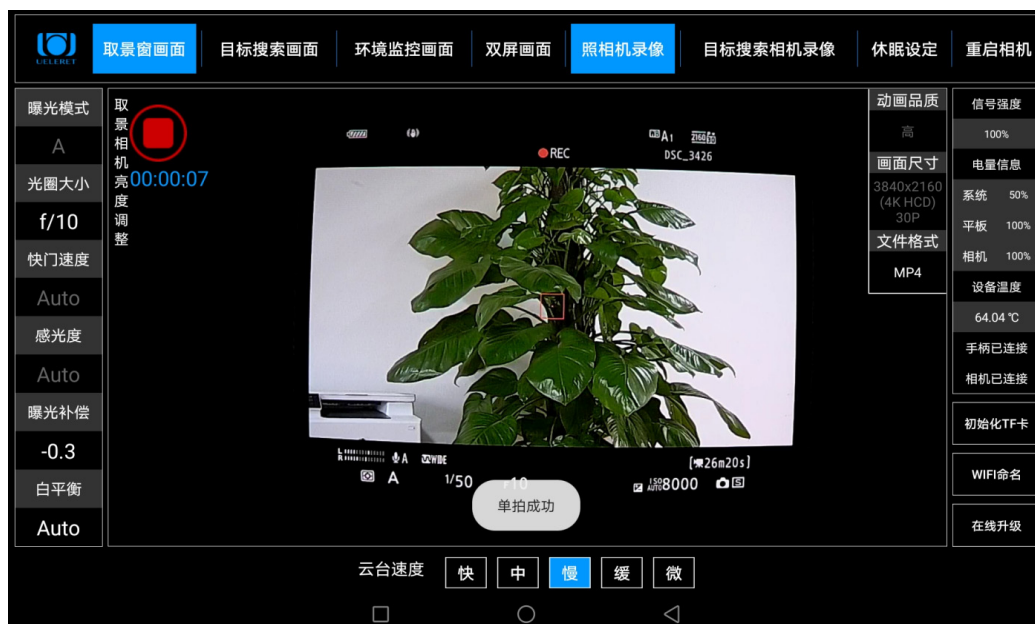 UELERET
取景窗画面 目标搜索画面 环境监控画面 双屏画面 照相机录像 目标搜索相机录像 休眠设定 重启相机
曝光模式
A
光圈大小
f/10
快门速度
Auto
感光度
Auto
曝光补偿
-0.3
白平衡
Auto
取景相机亮度调整
00:00:07
A1 2160
REC
DSC_3426
L
R
A WIDE
[26m20s]
A 1/50 F10 ISO AUTO 8000 S
单拍成功
动画品质
高
画面尺寸
3840x2160
(4K HCD)
30P
文件格式
MP4
信号强度
100%
电量信息
系统 50%
平板 100%
相机 100%
设备温度
64.04 ℃
手柄已连接
相机已连接
初始化TF卡
WIFI命名
在线升级
云台速度 快 中 慢 缓 微